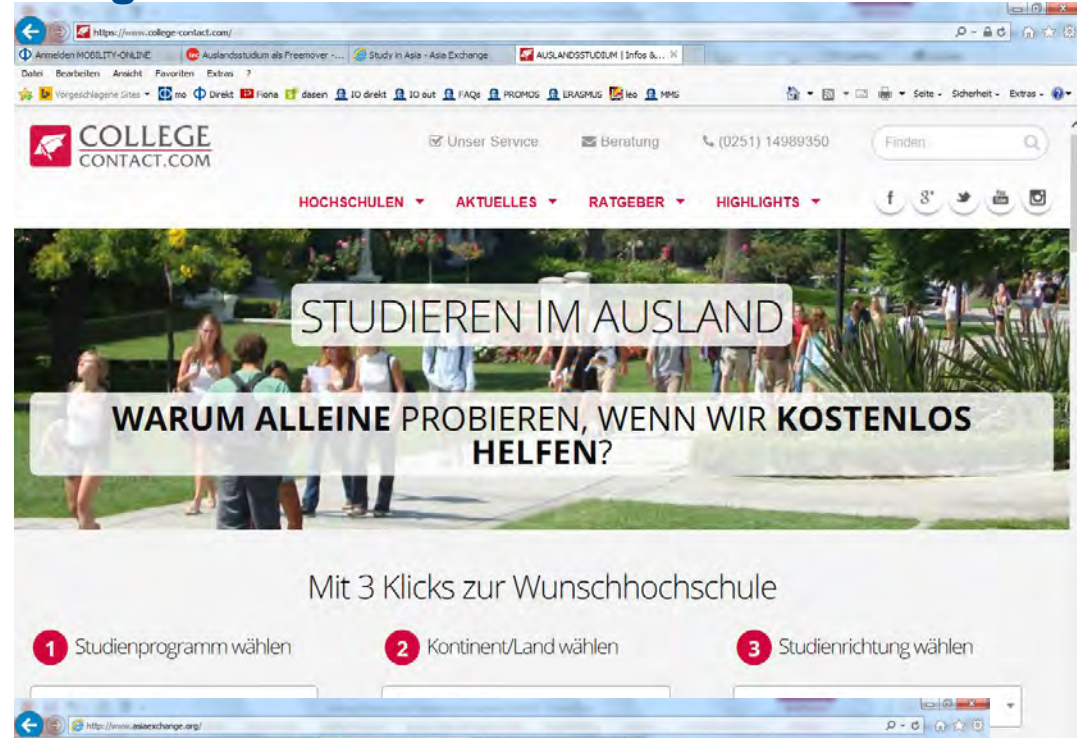 https://www.college-contact.com/
Anmelden MOBILITY-ONLINE
Auslandsstudium als Freemover -...
Study in Asia - Asia Exchange
AUSLANDSSTUDIUM | Infos &...
Datei Bearbeiten Ansicht Favoriten Extras ?
Vorgeschlagene Sites mo Direkt Fiona dasein IO direkt IO out FAQs PROMOS ERASMUS leo MMS
Seite Sicherheit Extras
COLLEGE
CONTACT.COM
Unser Service
Beratung
(0251) 14989350
Finden
HOCHSCHULEN
AKTUELLES
RATGEBER
HIGHLIGHTS
STUDIEREN IM AUSLAND
WARUM ALLEINE PROBIEREN, WENN WIR KOSTENLOS
HELFEN?
Mit 3 Klicks zur Wunschhochschule
1 Studienprogramm wählen
2 Kontinent/Land wählen
3 Studienrichtung wählen
http://www.asiaexchange.org/